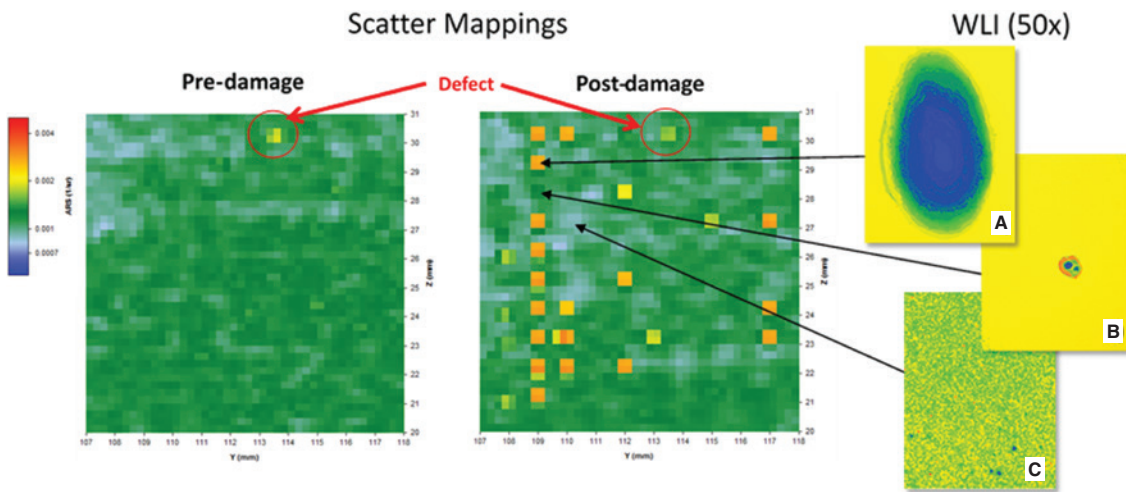 Scatter Mappings
WLI (50x)
Pre-damage
Defect
Post-damage
0.004
0.002
0.001
0.0007
ARS (1/sr)
31
30
29
28
27
26
25
24
23
22
21
20
Z (mm)
107 108 109 110 111 112 113 114 115 116 117 118
Y (mm)
31
30
29
28
27
26
25
24
23
22
21
20
Z (mm)
107 108 109 110 111 112 113 114 115 116 117 118
Y (mm)
A
B
C